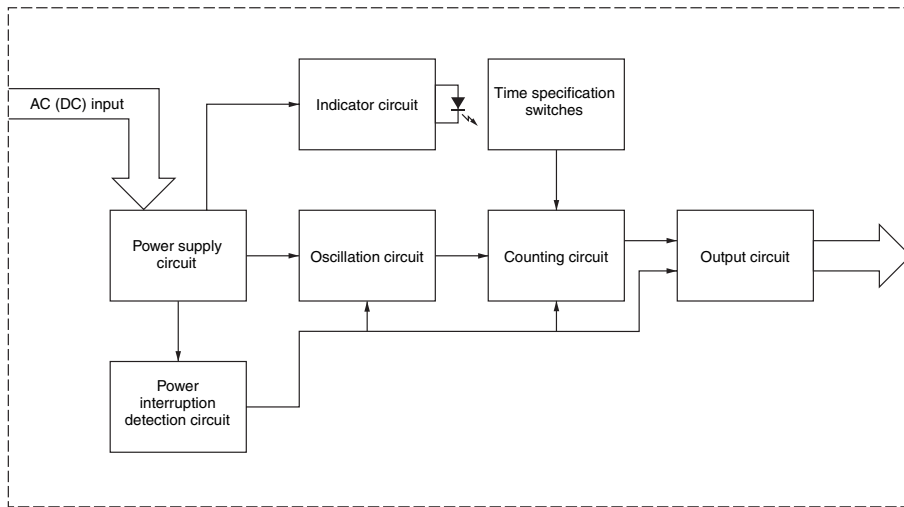 AC (DC) input
Indicator circuit
Time specification
switches
Power supply
circuit
Oscillation circuit
Counting circuit
Output circuit
Power
interruption
detection circuit